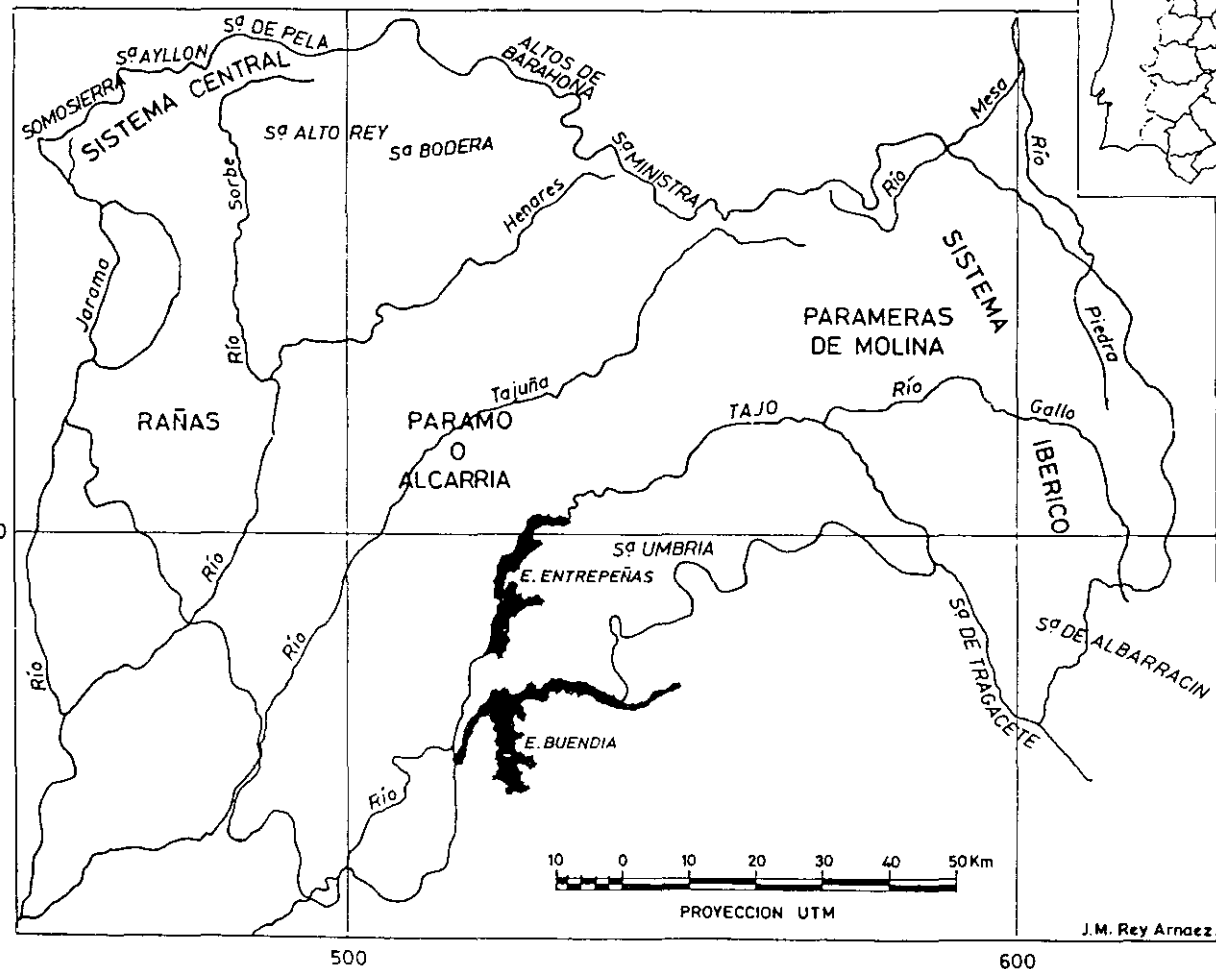 Sª DE PELA
Sª AYLLON
SOMOSIERRA
SISTEMA CENTRAL
ALTOS DE
BARAHONA
Sª ALTO REY
Sª BODERA
Sª MINISTRA
Mesa
Río
Río
Sorbe
Río
Henares
Jarama
SISTEMA
IBERICO
PARAMERAS
DE MOLINA
Piedra
RAÑAS
Tajuña
PARAMO
O
ALCARRIA
TAJO
Río
Gallo
0
Sª UMBRIA
E. ENTREPEÑAS
Río
Río
Río
Sª DE TRAGACETE
Sª DE ALBARRACIN
E. BUENDIA
Río
10 0 10 20 30 40 50 Km
PROYECCION UTM
J.M. Rey Arnaez.
500
600